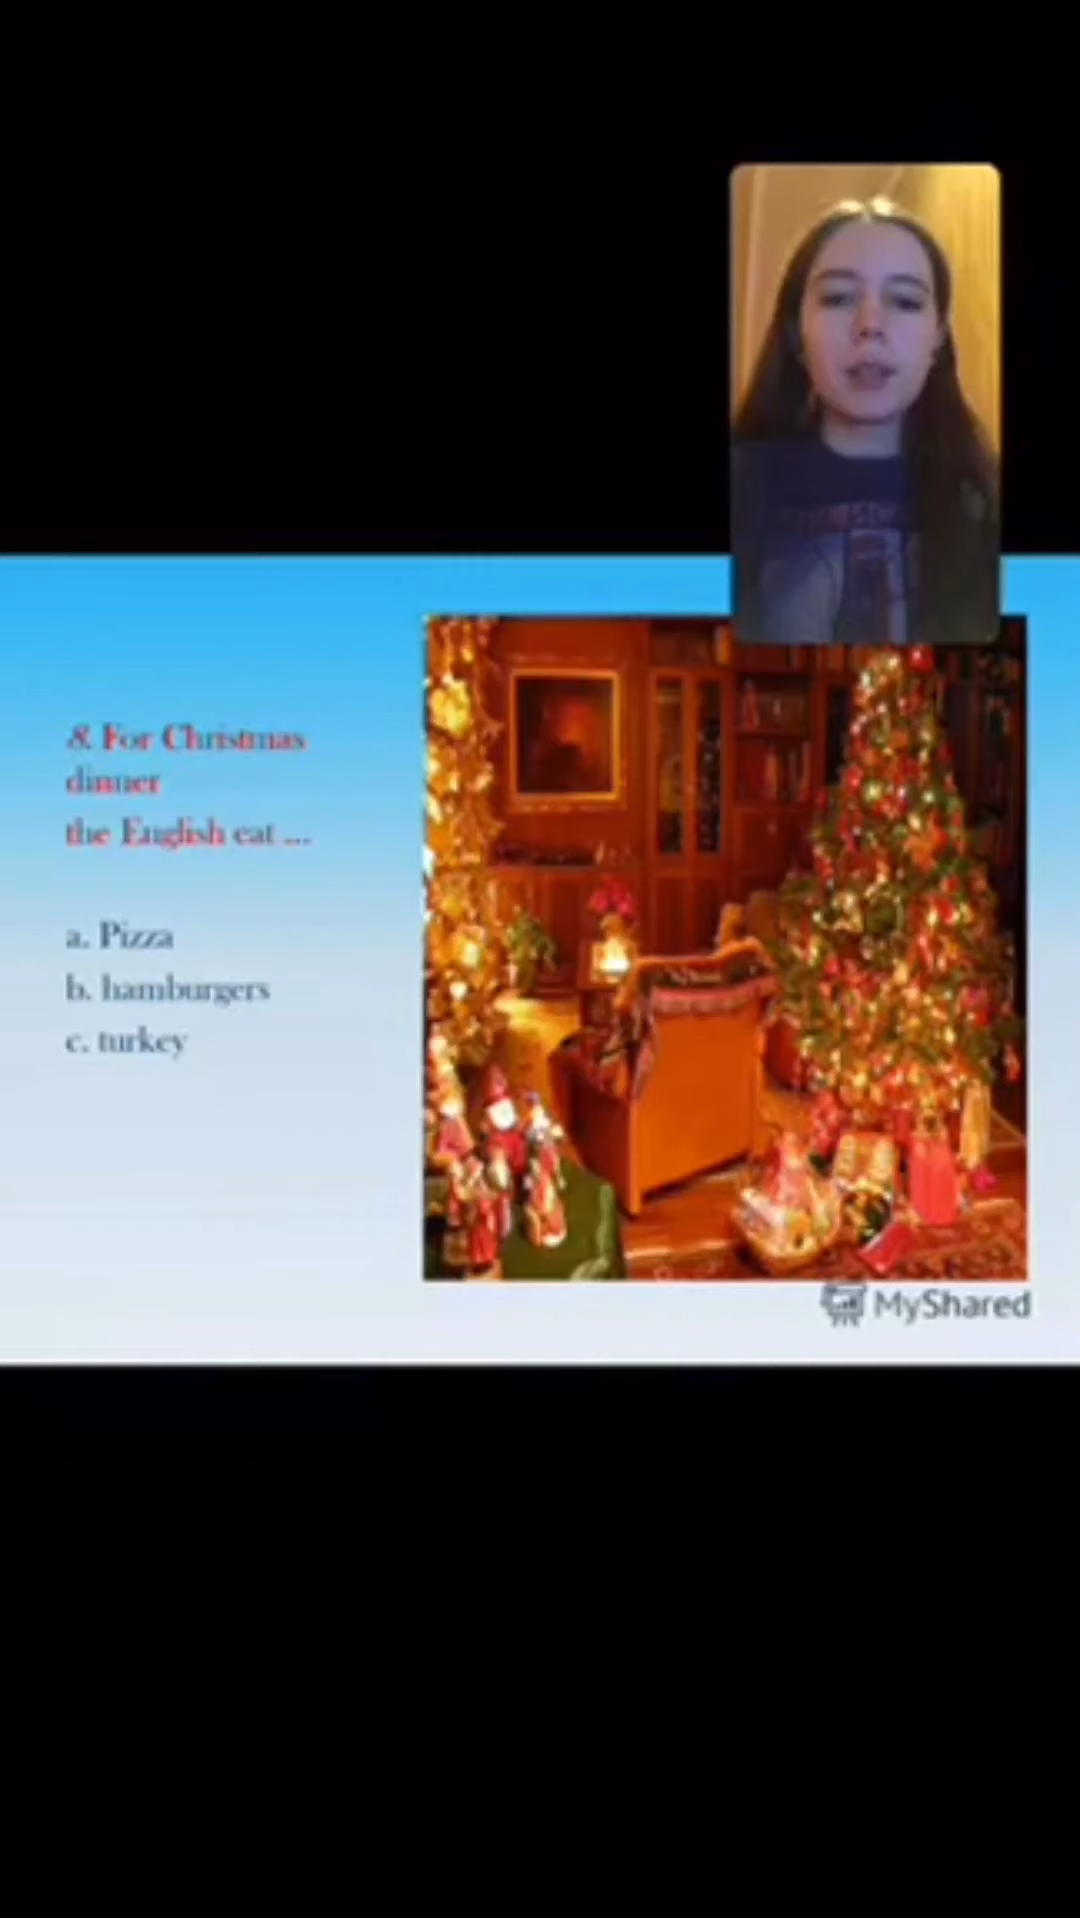 8. For Christmas
dinner
the English eat ...
a. Pizza
b. hamburgers
c. turkey
MyShared